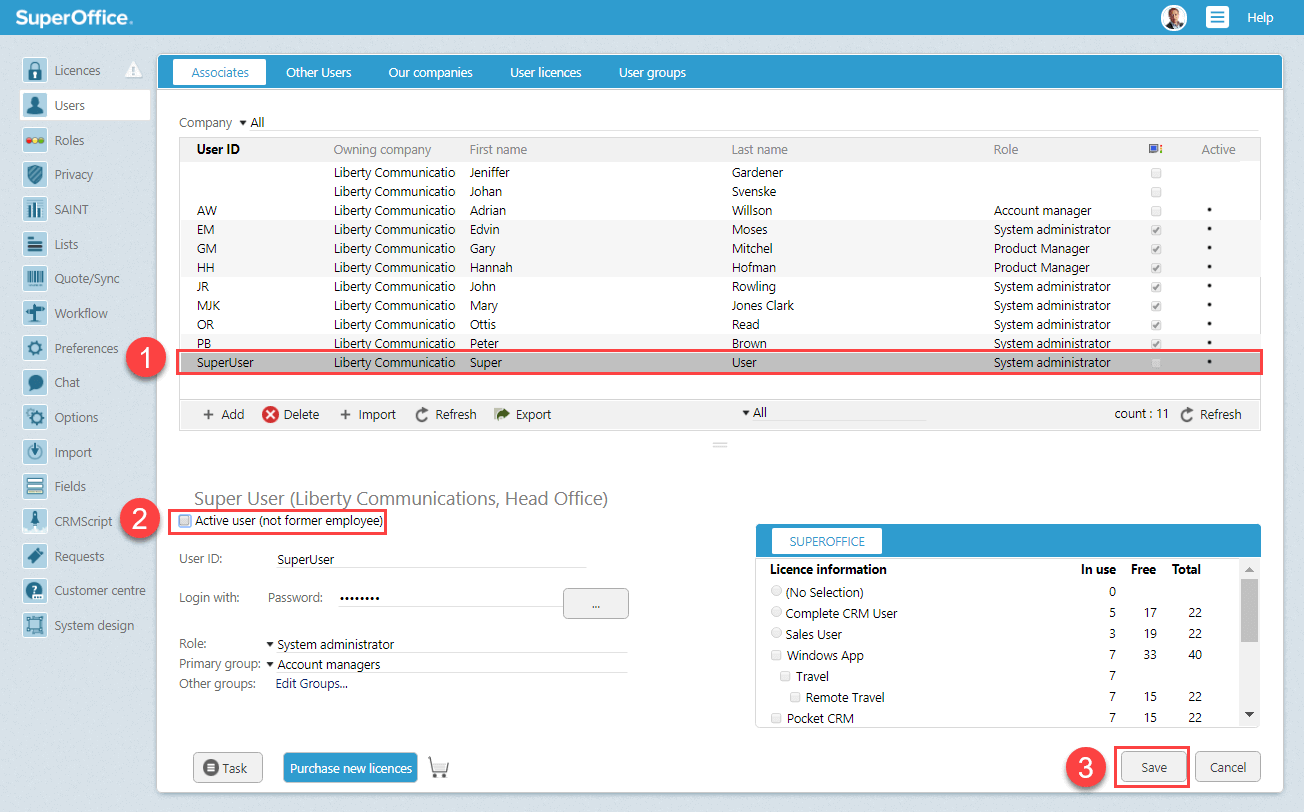 SuperOffice.
Help
Licences
Users
Roles
Privacy
SAINT
Lists
Quote/Sync
Workflow
Preferences
Chat
Options
Import
Fields
CRMScript
Requests
Customer centre
System design
Associates Other Users Our companies User licences User groups
Company All
User ID Owning company First name Last name Role Active
Liberty Communicatio Jeniffer Gardener
Liberty Communicatio Johan Svenske
AW Liberty Communicatio Adrian Willson Account manager •
EM Liberty Communicatio Edvin Moses System administrator •
GM Liberty Communicatio Gary Mitchel Product Manager •
HH Liberty Communicatio Hannah Hofman Product Manager •
JR Liberty Communicatio John Rowling System administrator •
MJK Liberty Communicatio Mary Jones Clark System administrator •
OR Liberty Communicatio Ottis Read System administrator •
PB Liberty Communicatio Peter Brown System administrator •
1
SuperUser Liberty Communicatio Super User System administrator •
+ Add Delete + Import Refresh Export All count : 11 Refresh
Super User (Liberty Communications, Head Office)
2
Active user (not former employee)
User ID: SuperUser
Login with: Password: •••••••• ...
Role: System administrator
Primary group: Account managers
Other groups: Edit Groups...
SUPEROFFICE
Licence information In use Free Total
(No Selection) 0
Complete CRM User 5 17 22
Sales User 3 19 22
Windows App 7 33 40
Travel 7
Remote Travel 7 15 22
Pocket CRM 7 15 22
Task Purchase new licences
3
Save Cancel